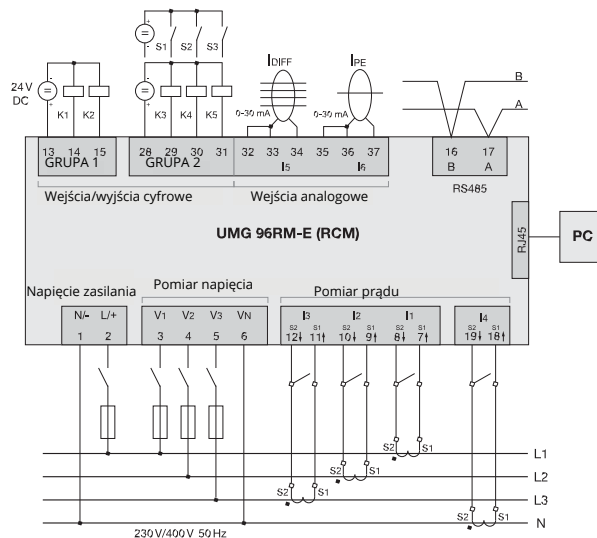 S1 S2 S3
IDIFF
IPE
24 V
DC
K1 K2
K3 K4 K5
0-30 mA
0-30 mA
B
A
13 14 15
GRUPA 1
28 29 30 31
GRUPA 2
32 33 34 35 36 37
I5 I6
16 17
B A
RS485
Wejścia/wyjścia cyfrowe
Wejścia analogowe
UMG 96RM-E (RCM)
RJ45
PC
Napięcie zasilania
Pomiar napięcia
Pomiar prądu
N/- L/+
1 2
V1 V2 V3 VN
3 4 5 6
I3 I2 I1
S2 S1 S2 S1 S2 S1
12↓ 11↑ 10↓ 9↑ 8↓ 7↑
I4
S2 S1
19↓ 18↑
S2 S1
L1
S2 S1
L2
S2 S1
L3
S2 S1
N
230 V/400 V 50 Hz